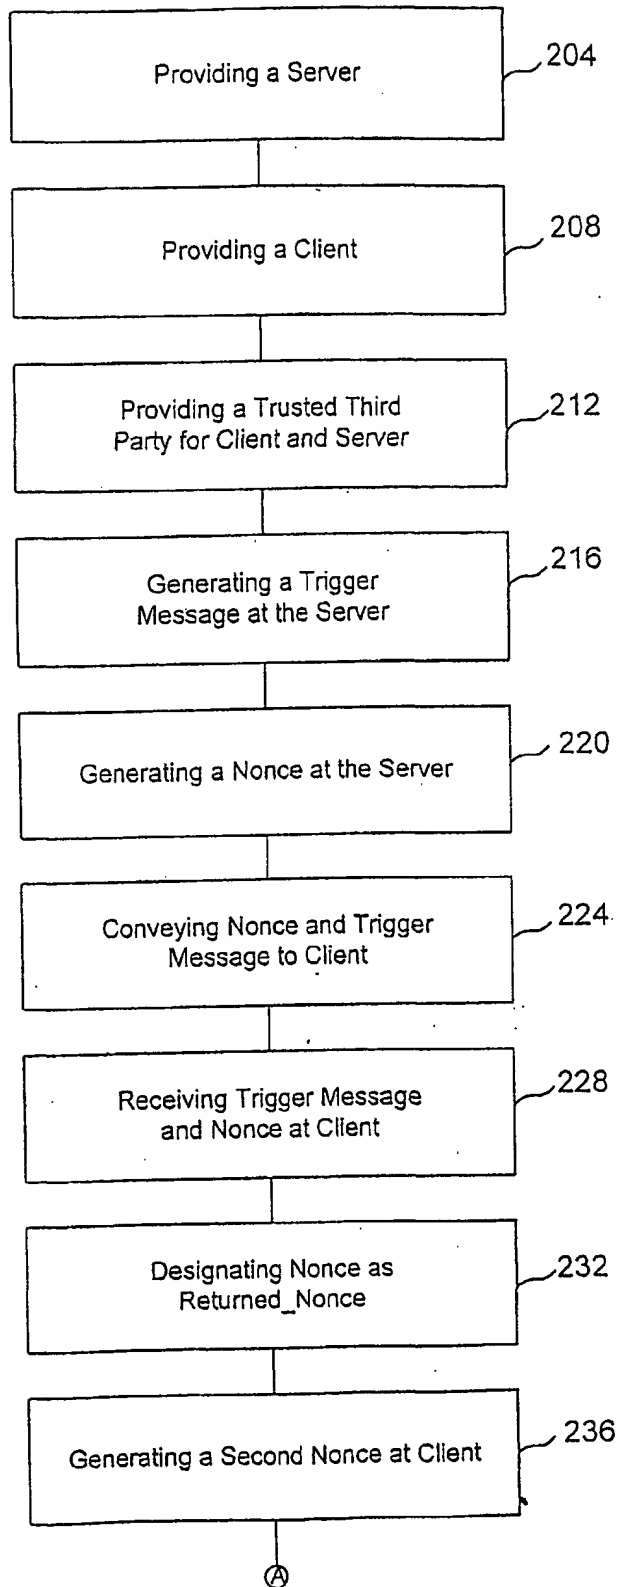 Providing a Server
204
Providing a Client
208
Providing a Trusted Third
Party for Client and Server
212
Generating a Trigger
Message at the Server
216
Generating a Nonce at the Server
220
Conveying Nonce and Trigger
Message to Client
224
Receiving Trigger Message
and Nonce at Client
228
Designating Nonce as
Returned_Nonce
232
Generating a Second Nonce at Client
236
A